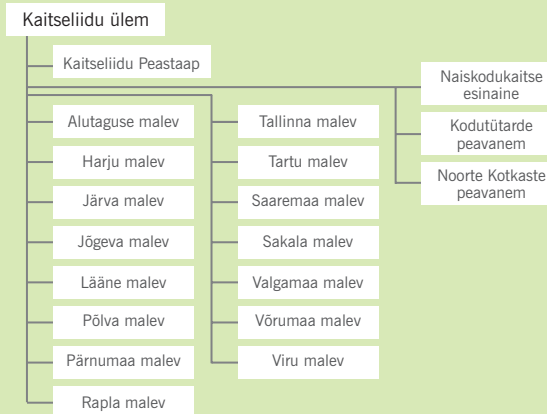 Kaitseliidu ülem
Kaitseliidu Peastaap
Alutaguse malev
Harju malev
Järva malev
Jõgeva malev
Lääne malev
Põlva malev
Pärnumaa malev
Rapla malev
Tallinna malev
Tartu malev
Saaremaa malev
Sakala malev
Valgamaa malev
Võrumaa malev
Viru malev
Naiskodukaitse
esinaine
Kodutütarde
peavanem
Noorte Kotkaste
peavanem